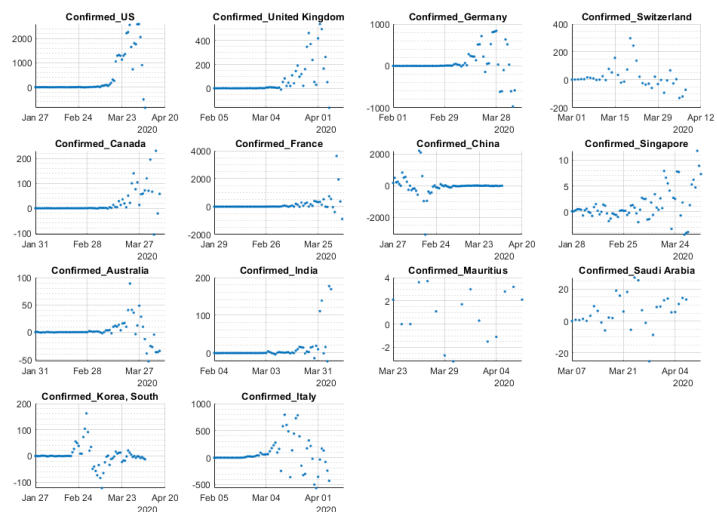 Confirmed_US
2000
1000
0
Jan 27
Feb 24
Mar 23
Apr 20
2020
Confirmed_United Kingdom
400
200
0
Feb 05
Mar 04
Apr 01
2020
Confirmed_Germany
1000
0
-1000
Feb 01
Feb 29
Mar 28
2020
Confirmed_Switzerland
400
200
0
-200
Mar 01
Mar 15
Mar 29
Apr 12
2020
Confirmed_Canada
200
100
0
-100
Jan 31
Feb 28
Mar 27
2020
Confirmed_France
4000
2000
0
-2000
Jan 29
Feb 26
Mar 25
2020
Confirmed_China
2000
0
-2000
Jan 27
Feb 24
Mar 23
Apr 20
2020
Confirmed_Singapore
10
5
0
Jan 28
Feb 25
Mar 24
2020
Confirmed_Australia
100
50
0
-50
Jan 31
Feb 28
Mar 27
2020
Confirmed_India
200
100
0
Feb 04
Mar 03
Mar 31
2020
Confirmed_Mauritius
4
2
0
-2
Mar 23
Mar 29
Apr 04
2020
Confirmed_Saudi Arabia
20
0
-20
Mar 07
Mar 21
Apr 04
2020
Confirmed_Korea, South
200
100
0
-100
Jan 27
Feb 24
Mar 23
Apr 20
2020
Confirmed_Italy
1000
500
0
-500
Feb 05
Mar 04
Apr 01
2020